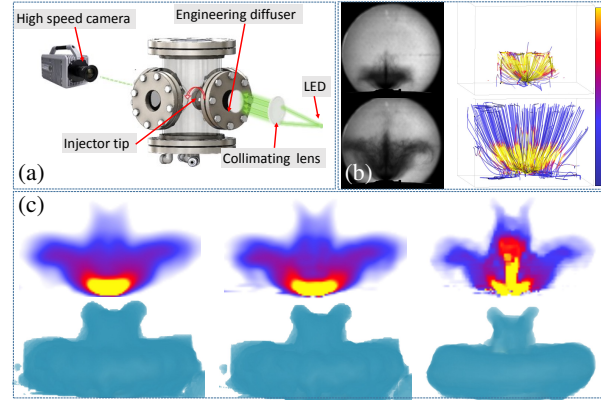 High speed camera
Engineering diffuser
LED
Injector tip
Collimating lens
(a)
(b)
(c)